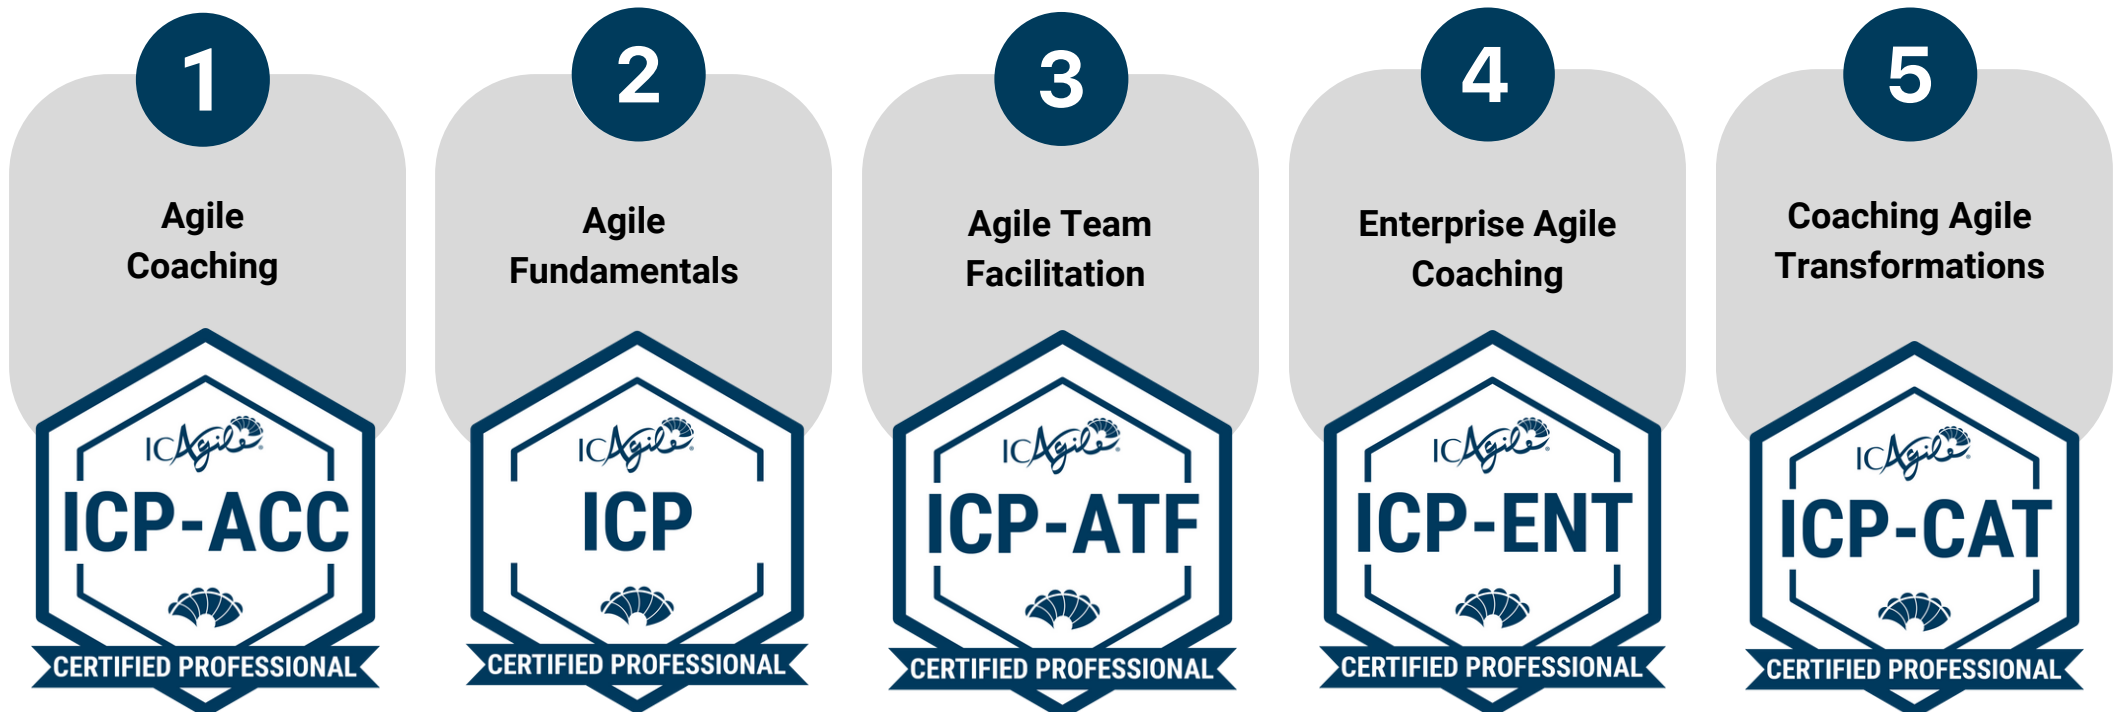 1
Agile
Coaching
ICAgile
ICP-ACC
CERTIFIED PROFESSIONAL
2
Agile
Fundamentals
ICAgile
ICP
CERTIFIED PROFESSIONAL
3
Agile Team
Facilitation
ICAgile
ICP-ATF
CERTIFIED PROFESSIONAL
4
Enterprise Agile
Coaching
ICAgile
ICP-ENT
CERTIFIED PROFESSIONAL
5
Coaching Agile
Transformations
ICAgile
ICP-CAT
CERTIFIED PROFESSIONAL